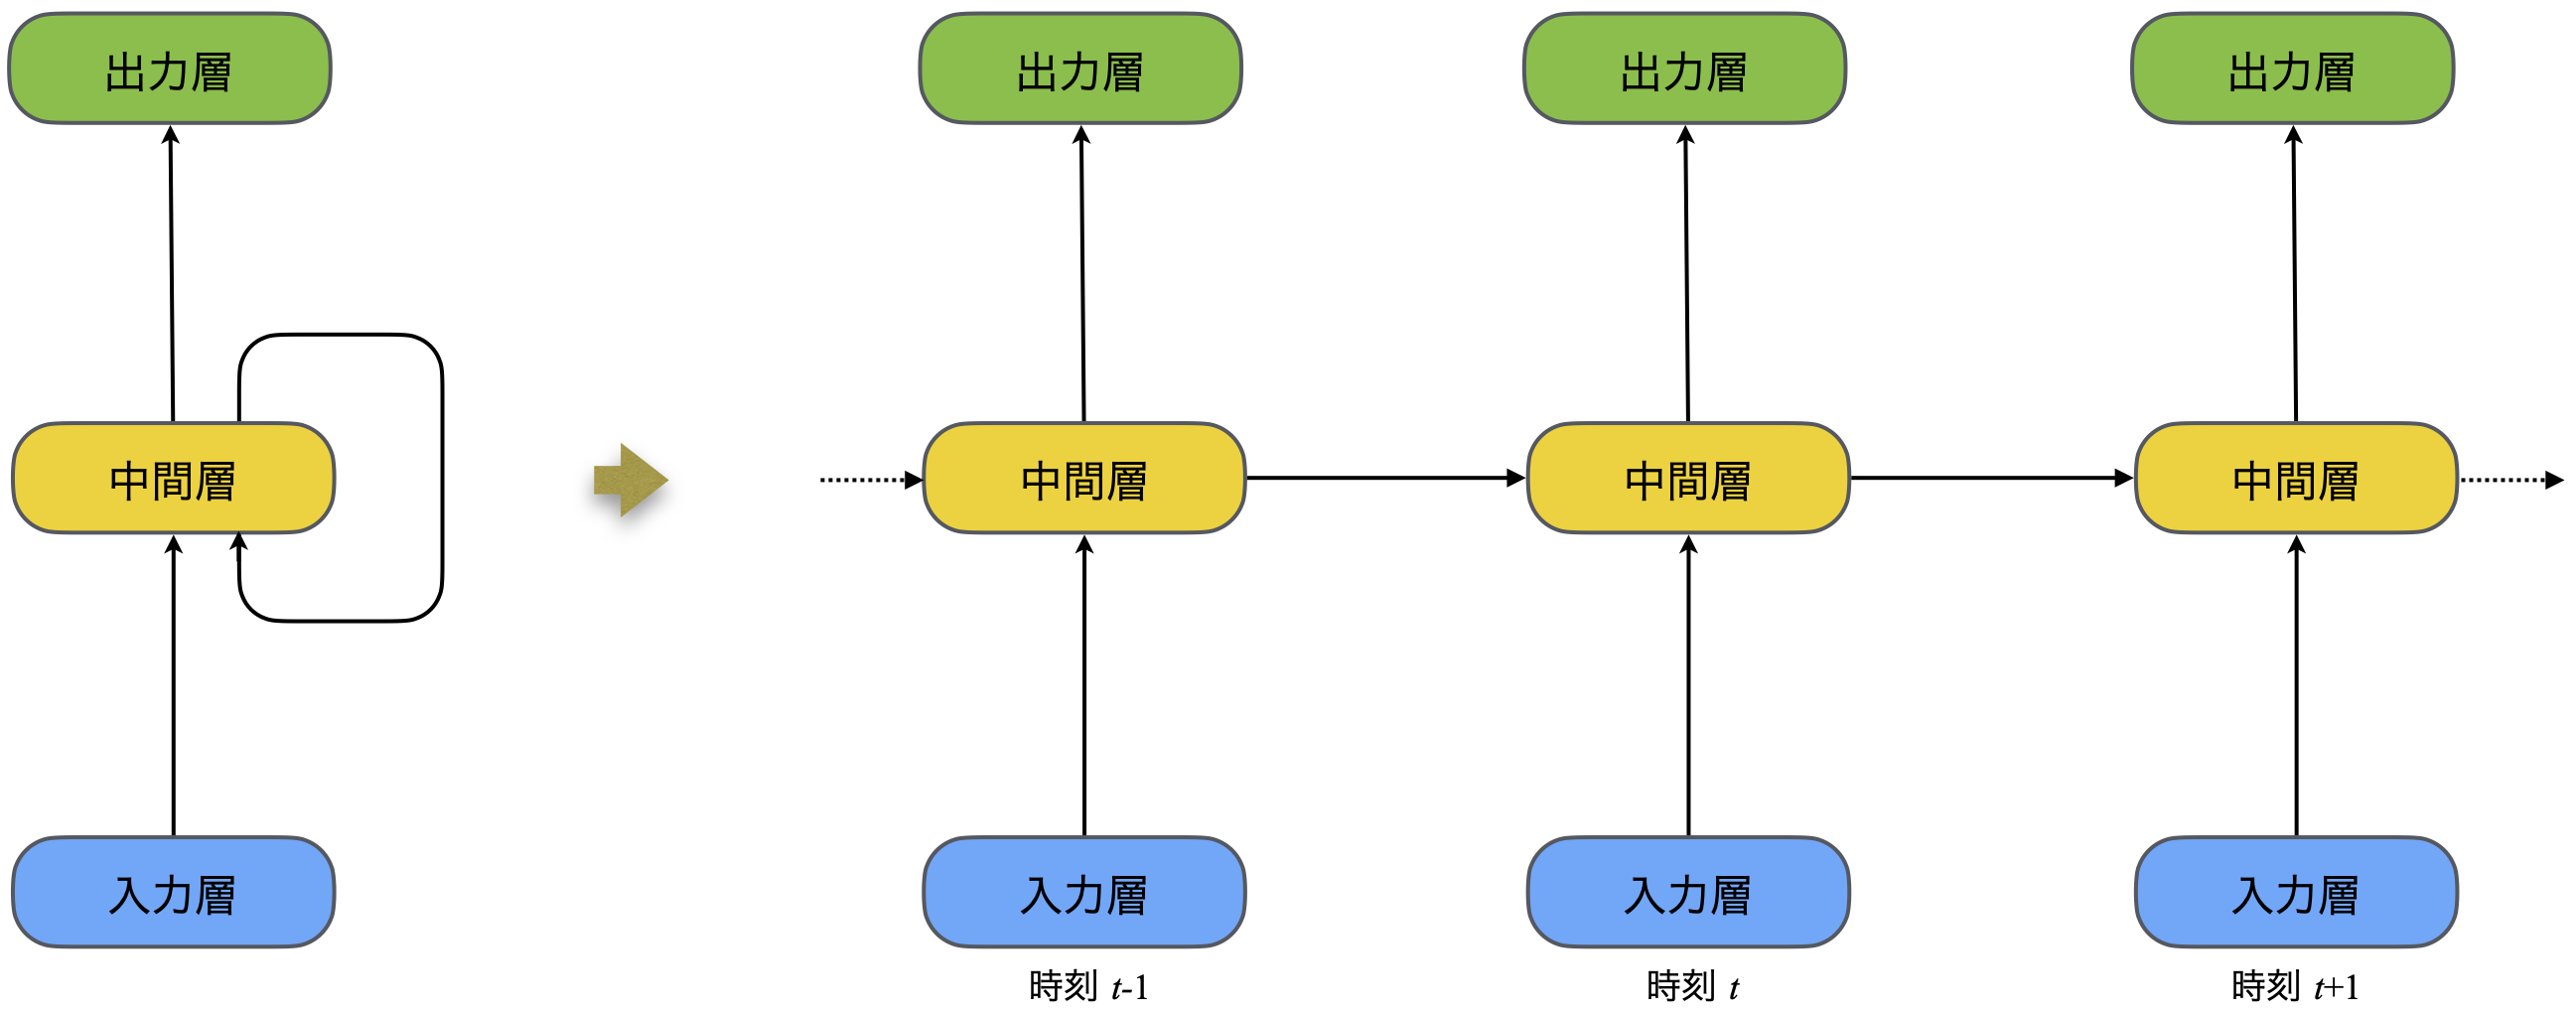 出力層
出力層
出力層
出力層
中間層
中間層
中間層
中間層
入力層
入力層
入力層
入力層
時刻 t-1
時刻 t
時刻 t+1